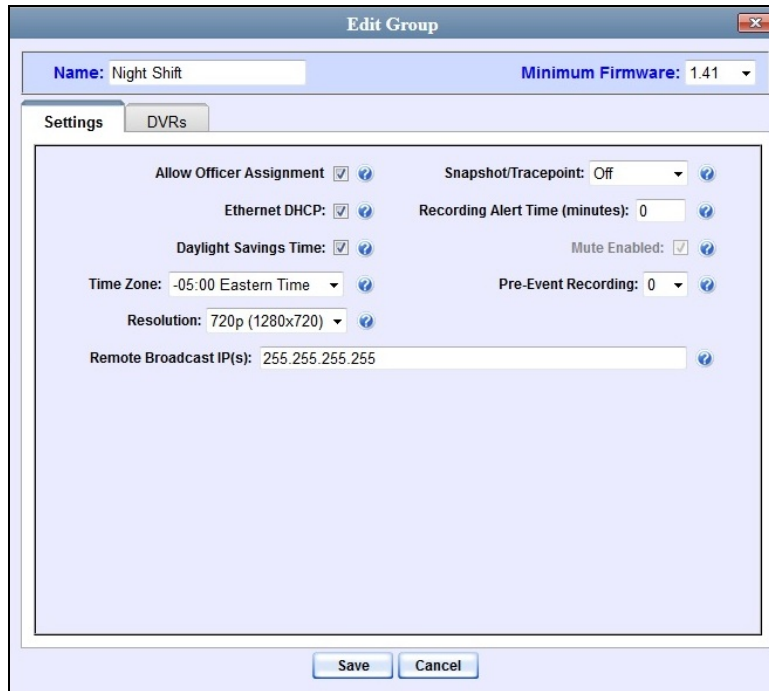 Edit Group
Name: Night Shift
Minimum Firmware: 1.41
Settings
DVRs
Allow Officer Assignment
Snapshot/Tracepoint: Off
Ethernet DHCP:
Recording Alert Time (minutes): 0
Daylight Savings Time:
Mute Enabled:
Time Zone: -05:00 Eastern Time
Pre-Event Recording: 0
Resolution: 720p (1280x720)
Remote Broadcast IP(s): 255.255.255.255
Save
Cancel